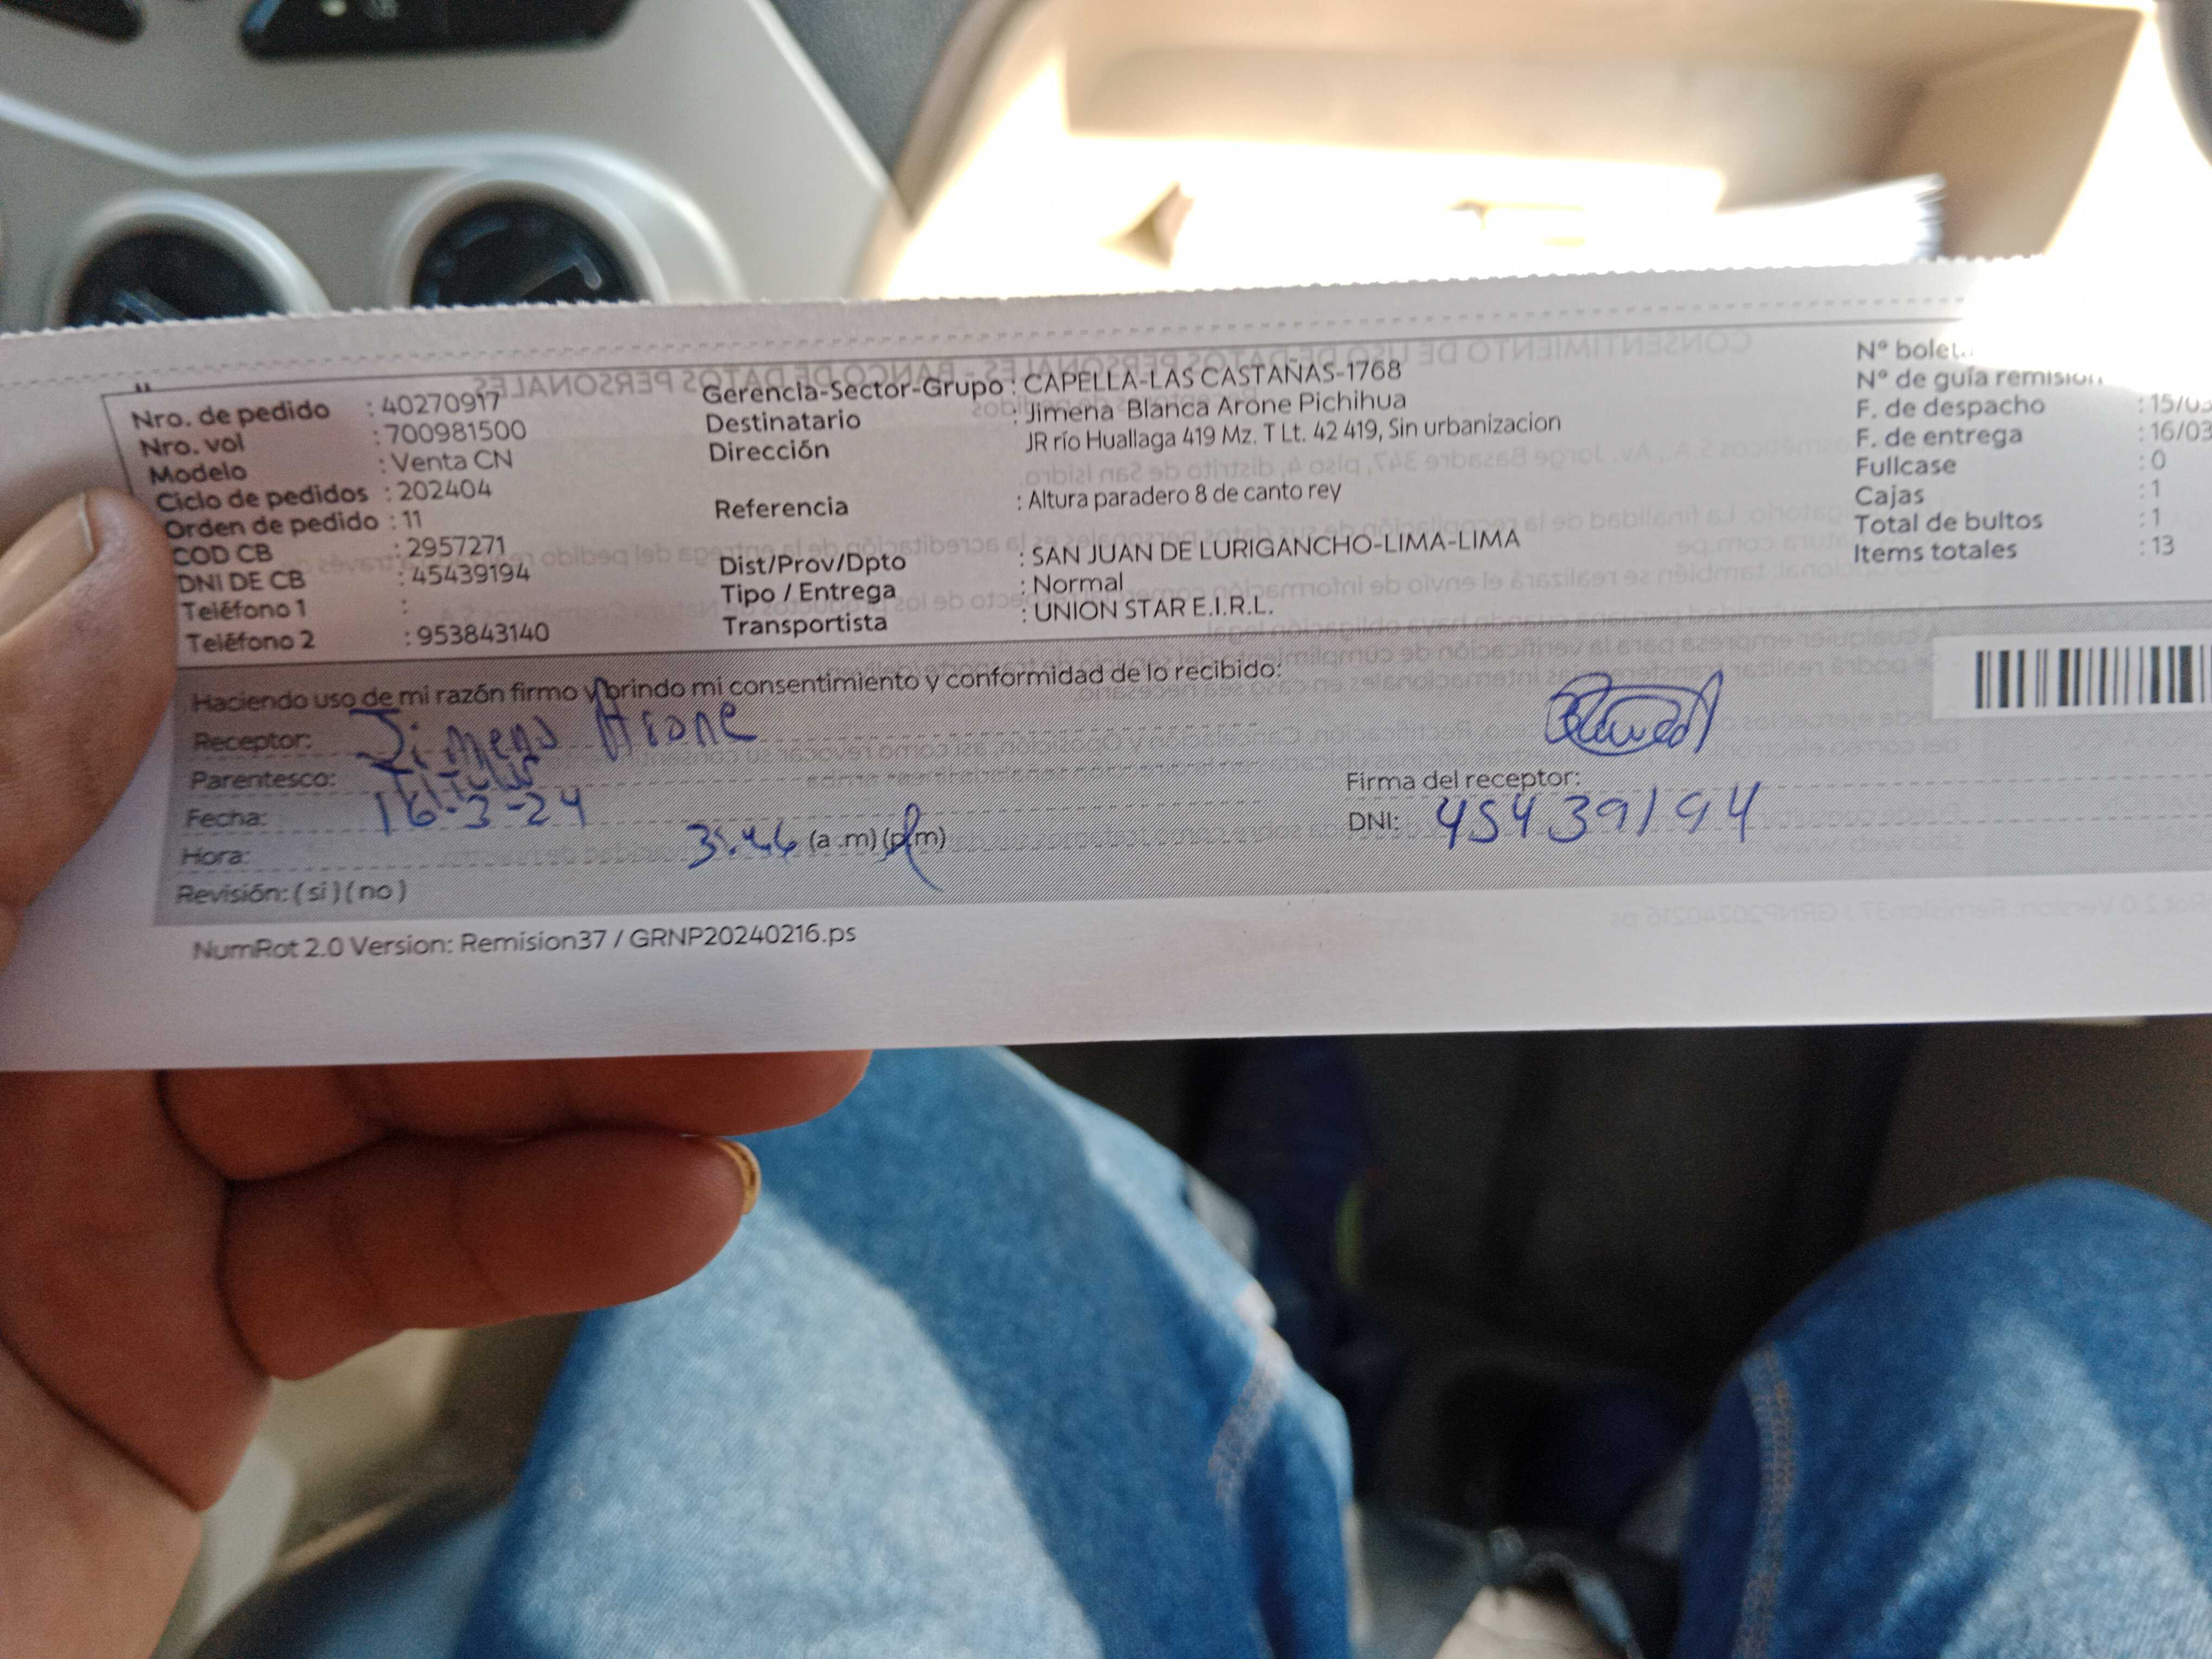 Nro. de pedido : 40270917
Nro. vol : 700981500
Modelo : Venta CN
Ciclo de pedidos : 202404
Orden de pedido : 11
COD CB : 2957271
DNI DE CB : 45439194
Teléfono 1 :
Teléfono 2 : 953843140
Gerencia-Sector-Grupo : CAPELLA-LAS CASTAÑAS-1768
Destinatario : Jimena Blanca Arone Pichihua
Dirección JR río Huallaga 419 Mz. T Lt. 42 419, Sin urbanizacion
Referencia : Altura paradero 8 de canto rey
Dist/Prov/Dpto : SAN JUAN DE LURIGANCHO-LIMA-LIMA
Tipo / Entrega : Normal
Transportista : UNION STAR E.I.R.L.
N°
N° de guía remisión
F. de despacho : 15/03
F. de entrega : 16/03
Fullcase : 0
Cajas : 1
Total de bultos : 1
Items totales : 13
Haciendo uso de mi razón firmo y brindo mi consentimiento y conformidad de lo recibido:
Receptor: Jimena Arone
Parentesco: Titular
Fecha: 16-3-24
Hora: (a .m) (p.m)
Revisión: ( si ) ( no )
Firma del receptor:
DNI: 45439194
NumRot 2.0 Version: Remision37 / GRNP20240216.ps